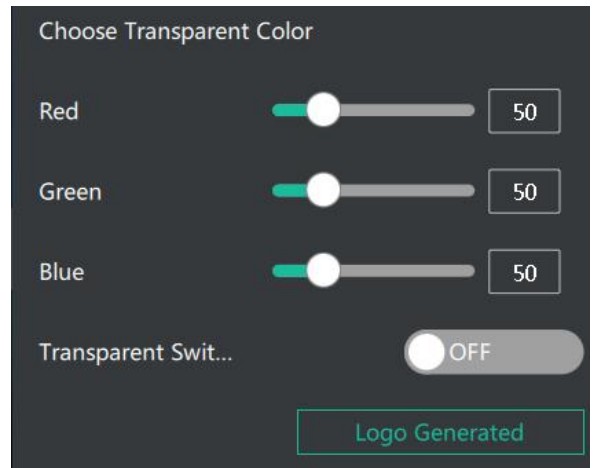 Choose Transparent Color
Red 50
Green 50
Blue 50
Transparent Swit... OFF
Logo Generated